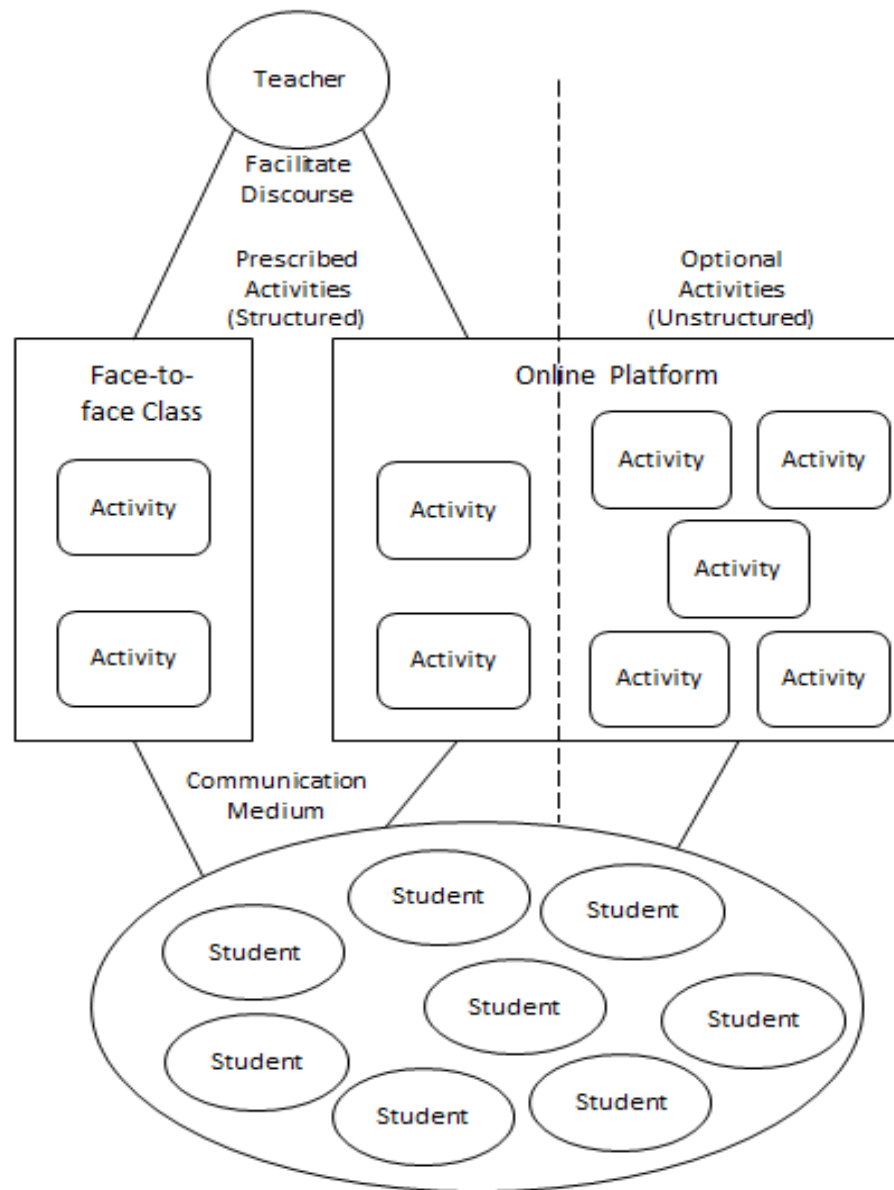 Teacher
Facilitate
Discourse
Prescribed
Activities
(Structured)
Optional
Activities
(Unstructured)
Face-to-
face Class
Online Platform
Activity
Activity
Activity
Activity
Activity
Activity
Activity
Activity
Activity
Communication
Medium
Student
Student
Student
Student
Student
Student
Student
Student